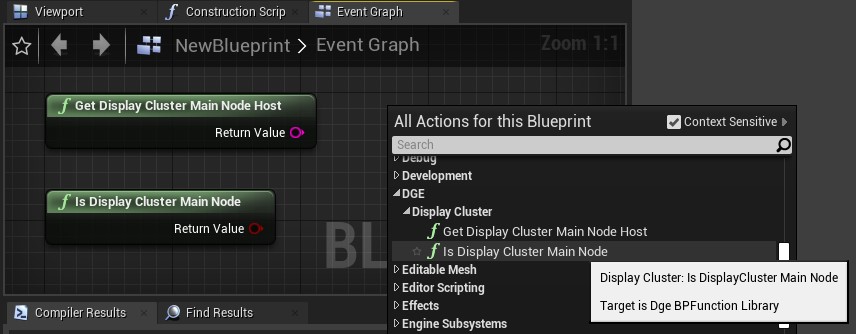 Viewport
Construction Scrip
Event Graph
NewBlueprint > Event Graph
Zoom 1:1
f Get Display Cluster Main Node Host
Return Value
f Is Display Cluster Main Node
Return Value
BL
All Actions for this Blueprint
Context Sensitive
Search
Debug
Development
DGE
Display Cluster
f Get Display Cluster Main Node Host
f Is Display Cluster Main Node
Editable Mesh
Editor Scripting
Effects
Engine Subsystems
Display Cluster: Is DisplayCluster Main Node
Target is Dge BPFunction Library
Compiler Results
Find Results